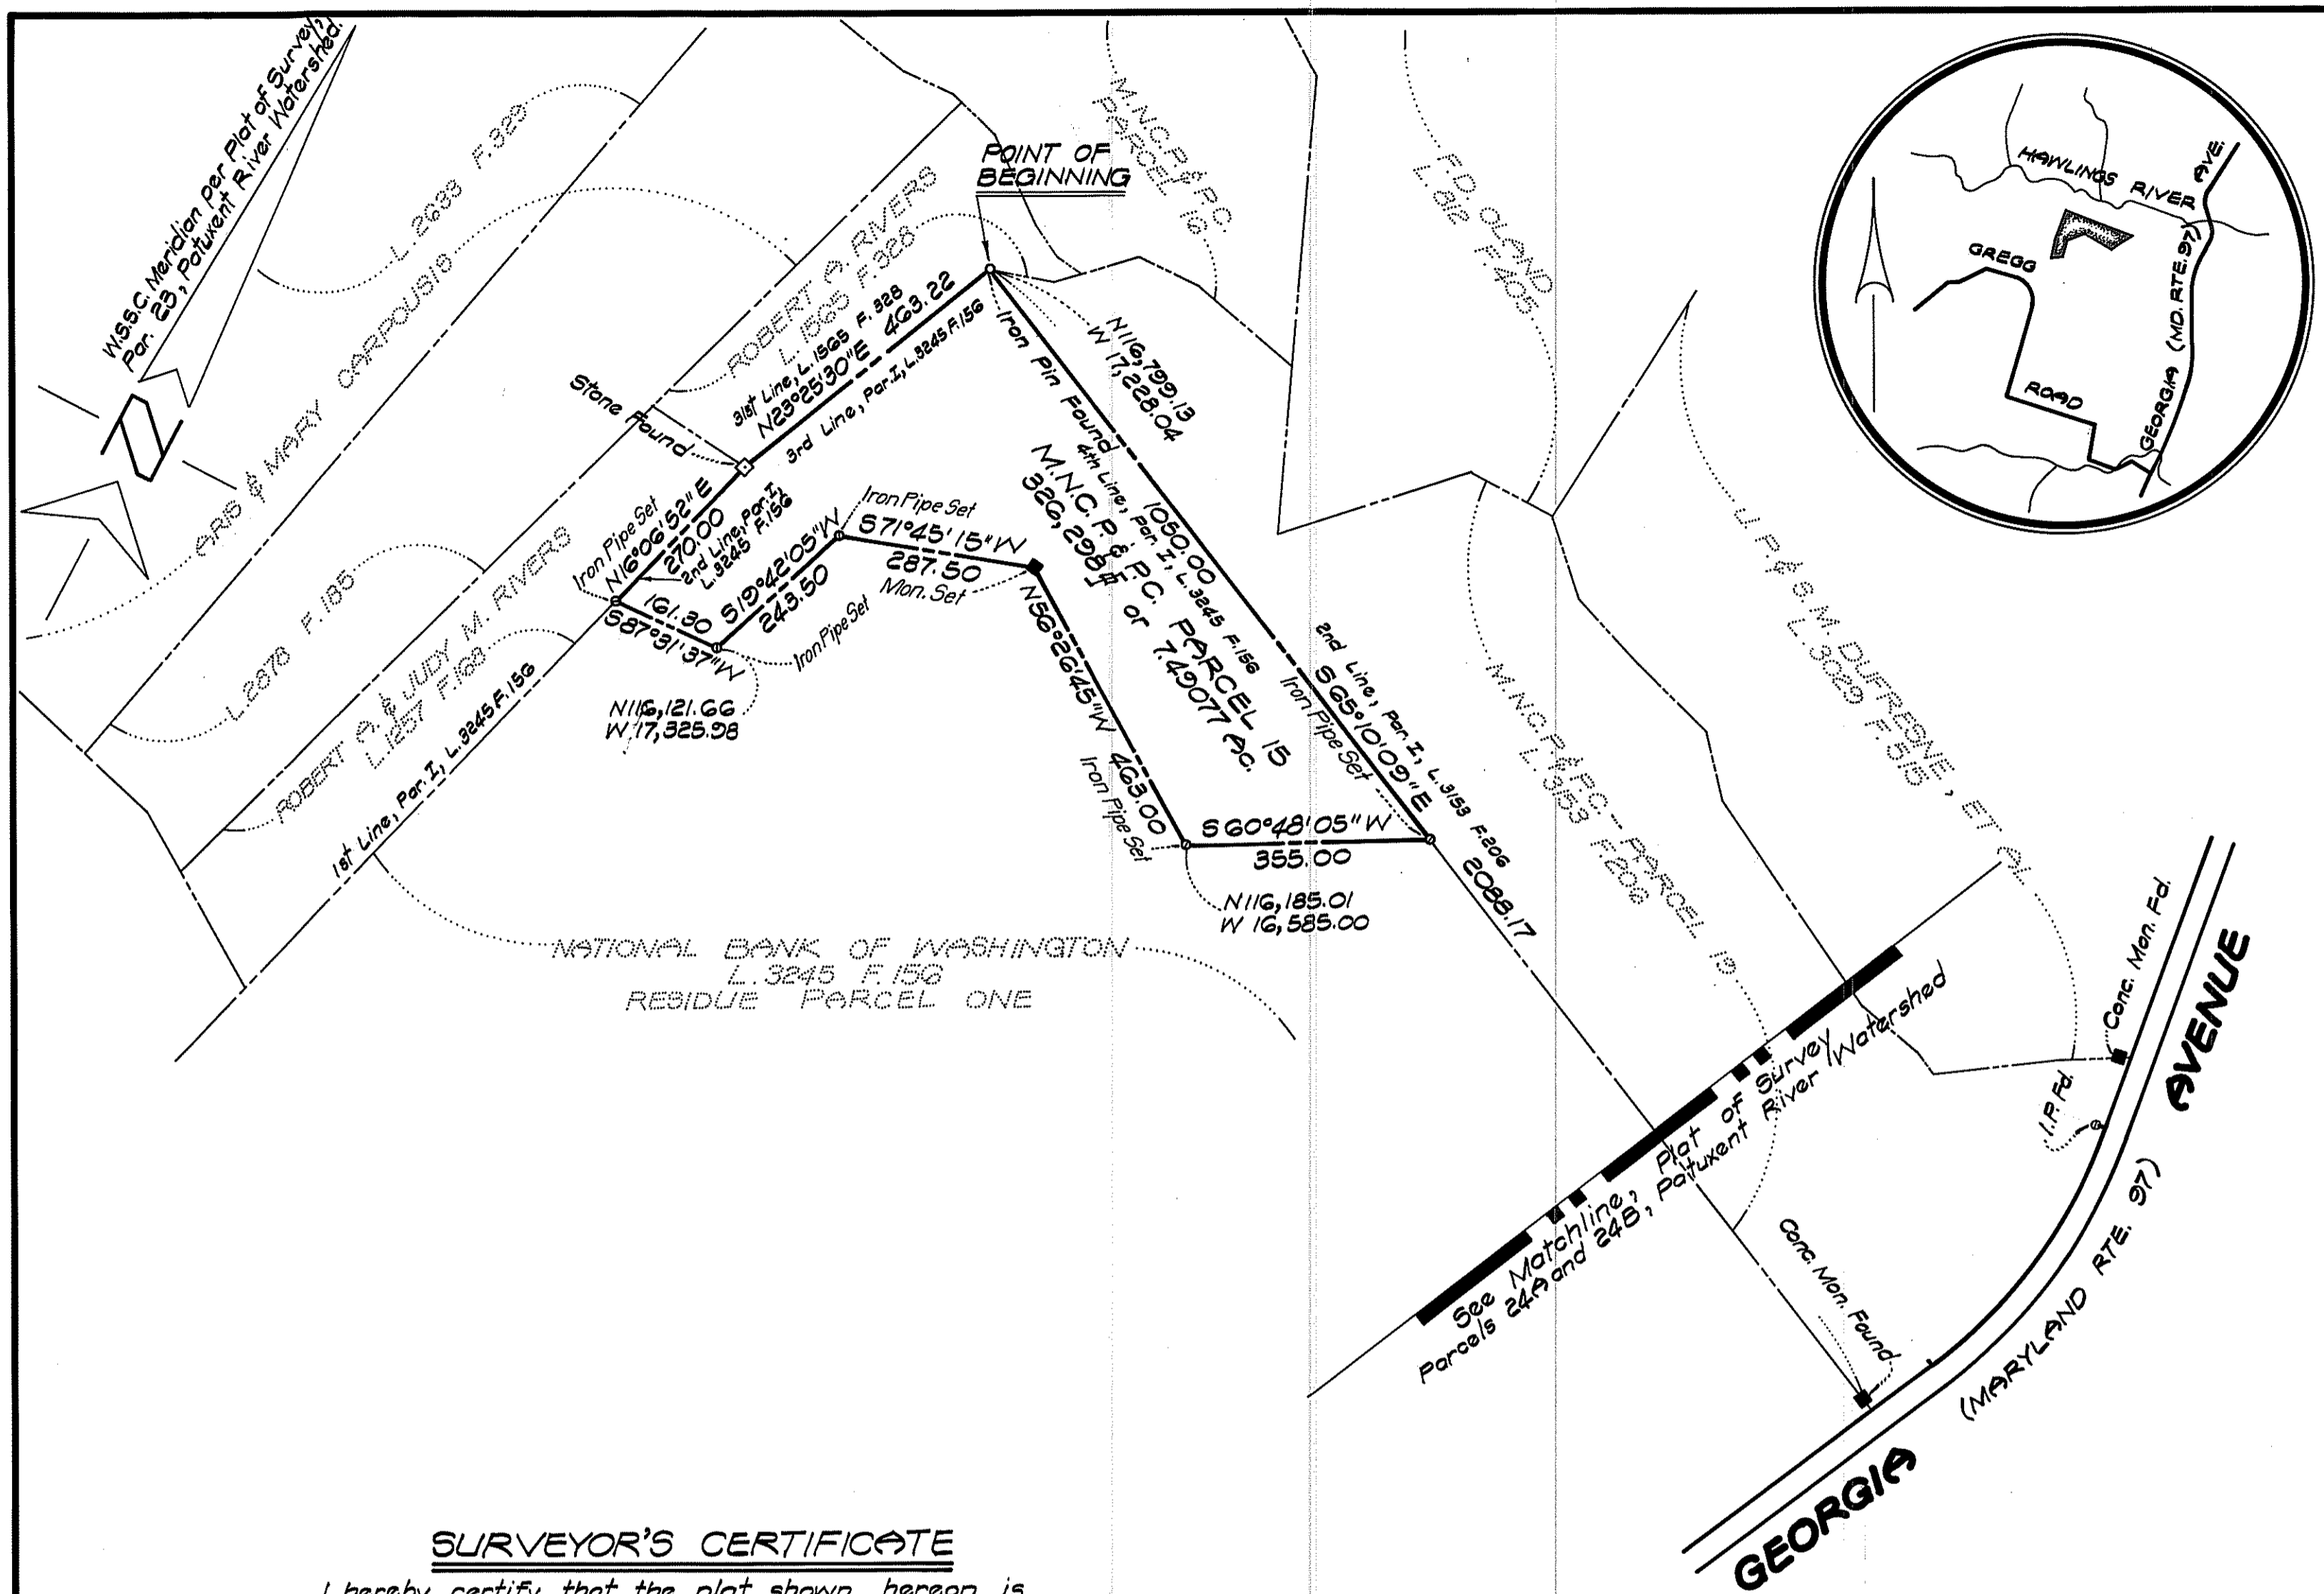 W.S.S.C. Meridian per Plat of Survey,
Par. 23, Patuxent River Watershed.
ARIS & MARY CARPOUSIS
L. 2633 F. 329
L. 2378 F. 185
ROBERT A. & JUDY M. RIVERS
L. 1257 F. 168
1st Line, Par. I, L. 3245 F. 156
ROBERT A. RIVERS
L. 1565 F. 328
POINT OF
BEGINNING
M.N.C.P. & P.C.
PARCEL 16
F.D. OLAND
L. 812 F. 405
J.P. & S.M. DUFRESNE, ET AL
L. 3029 F. 515
M.N.C.P. & P.C. - PARCEL 13
L. 3153 F. 206
HAWLINGS RIVER
GREGG
ROAD
GEORGIA (MD. RTE. 97) AVE.
Stone Found
31st Line, L. 1565 F. 328
N23°25'30"E 463.22
3rd Line, Par. I, L. 3245 F. 156
Iron Pin Found
N116,799.13
W 17,228.04
Iron Pipe Set
N16°06'52"E
270.00
2nd Line, Par. I,
L. 3245 F. 156
161.30
S87°31'37"W
S19°42'05"W
243.50
Iron Pipe Set
Iron Pipe Set
S71°45'15"W
287.50
Mon. Set
N116,121.66
W 17,325.98
N56°26'45"W 463.00
Iron Pipe Set
1050.00
4th Line, Par. I, L. 3245 F. 156
M.N.C.P. & P.C. PARCEL 15
326,298 or 7.49077 Ac.
2nd Line, Par. I, L. 3153 F. 206
S65°10'09"E 2088.17
Iron Pipe Set
S60°48'05"W
355.00
N116,185.01
W 16,585.00
NATIONAL BANK OF WASHINGTON
L. 3245 F. 156
RESIDUE PARCEL ONE
See Matchline, Plat of Survey
Parcels 24A and 24B, Patuxent River Watershed
Conc. Mon. Fd.
I.P. Fd.
Conc. Mon. Found
GEORGIA AVENUE
(MARYLAND RTE. 97)
SURVEYOR'S CERTIFICATE
I hereby certify that the plat shown hereon is